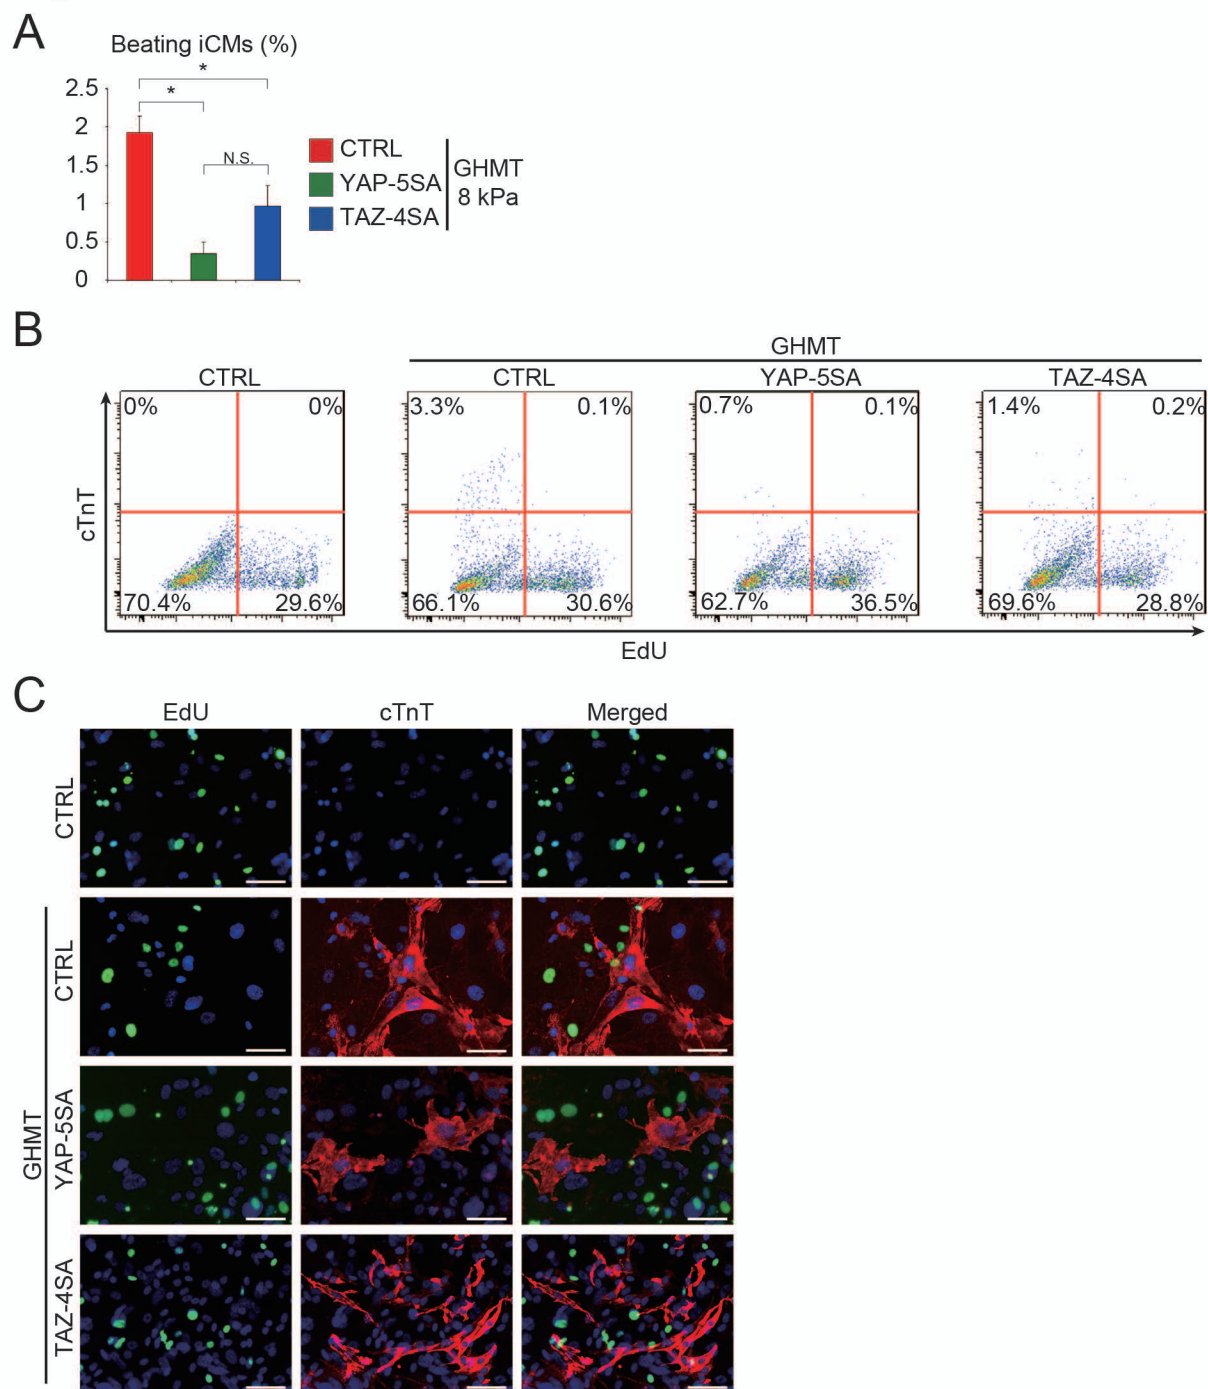 A
Beating iCMs (%)
2.5
2
1.5
1
0.5
0
*
*
N.S.
CTRL
YAP-5SA
TAZ-4SA
GHMT
8 kPa
B
GHMT
CTRL
CTRL
YAP-5SA
TAZ-4SA
0% 0%
70.4% 29.6%
3.3% 0.1%
66.1% 30.6%
0.7% 0.1%
62.7% 36.5%
1.4% 0.2%
69.6% 28.8%
cTnT
EdU
C
EdU cTnT Merged
CTRL
GHMT
CTRL
YAP-5SA
TAZ-4SA